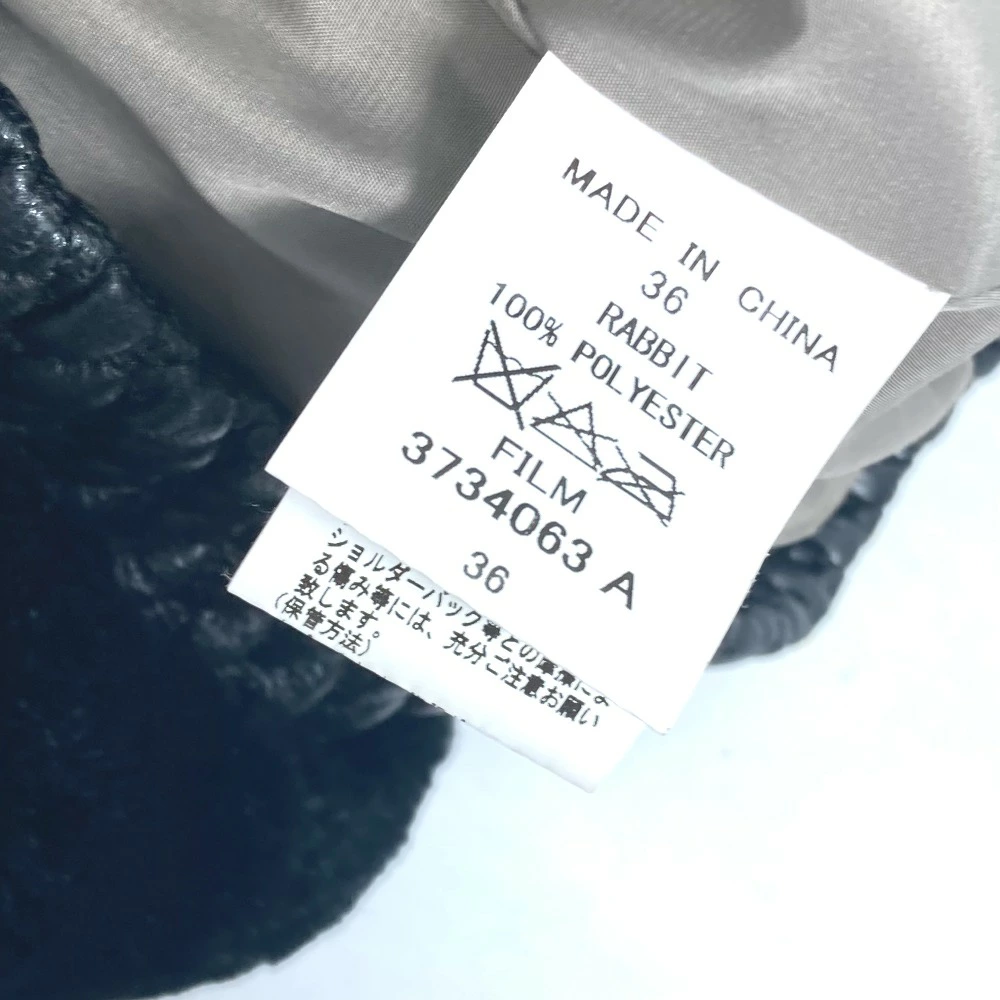 MADE IN CHINA
36
RABBIT
100% POLYESTER
FILM
3734063 A
36
ショルダーバック等との摩擦によ
る傷み等には、充分ご注意お願い
致します。
(保管方法)